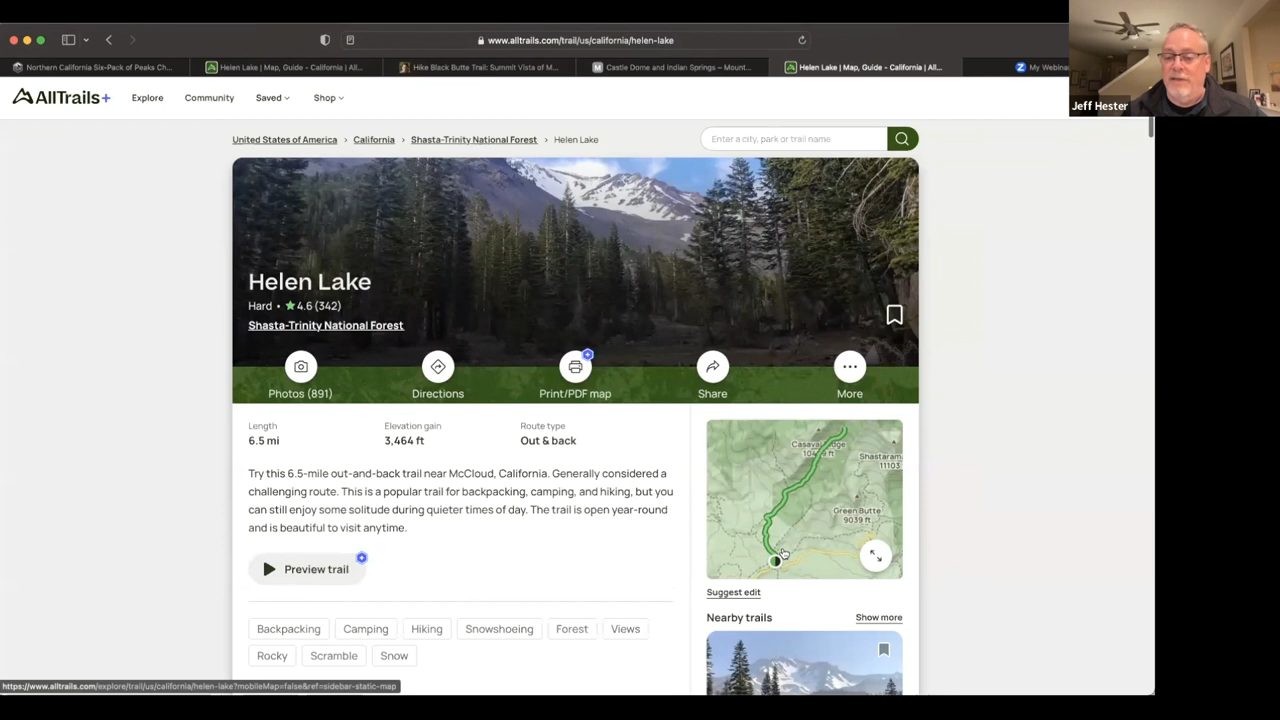 www.alltrails.com/trail/us/california/helen-lake
Northern California Six-Pack of Peaks Ch...
Helen Lake | Map, Guide - California | All...
Hike Black Butte Trail: Summit Vista of M...
Castle Dome and Indian Springs – Mount...
Helen Lake | Map, Guide - California | All...
My Webina
Jeff Hester
AllTrails+
Explore
Community
Saved
Shop
United States of America › California › Shasta-Trinity National Forest › Helen Lake
Enter a city, park or trail name
Helen Lake
Hard • ★ 4.6 (342)
Shasta-Trinity National Forest
Photos (891)
Directions
Print/PDF map
Share
More
Length
6.5 mi
Elevation gain
3,464 ft
Route type
Out & back
Try this 6.5-mile out-and-back trail near McCloud, California. Generally considered a
challenging route. This is a popular trail for backpacking, camping, and hiking, but you
can still enjoy some solitude during quieter times of day. The trail is open year-round
and is beautiful to visit anytime.
Preview trail
Backpacking
Camping
Hiking
Snowshoeing
Forest
Views
Rocky
Scramble
Snow
Shastaram
11103
Green Butte
9039 ft
Suggest edit
Nearby trails
Show more
https://www.alltrails.com/explore/trail/us/california/helen-lake?mobileMap=false&ref=sidebar-static-map